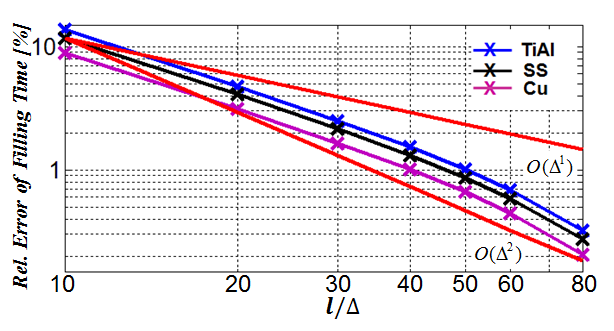 Rel. Error of Filling Time [%]
10
1
TiAl
SS
Cu
O(Δ¹)
O(Δ²)
10 20 30 40 50 60 80
l/Δ